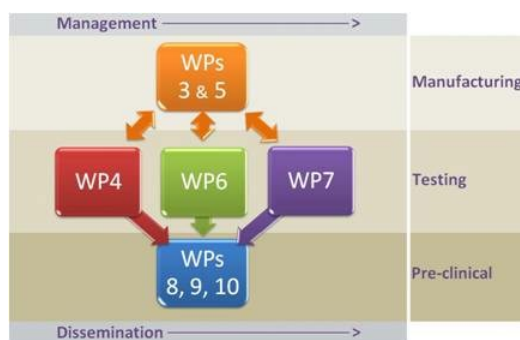 Management
WPs
3 & 5
Manufacturing
WP4
WP6
WP7
Testing
WPs
8, 9, 10
Pre-clinical
Dissemination